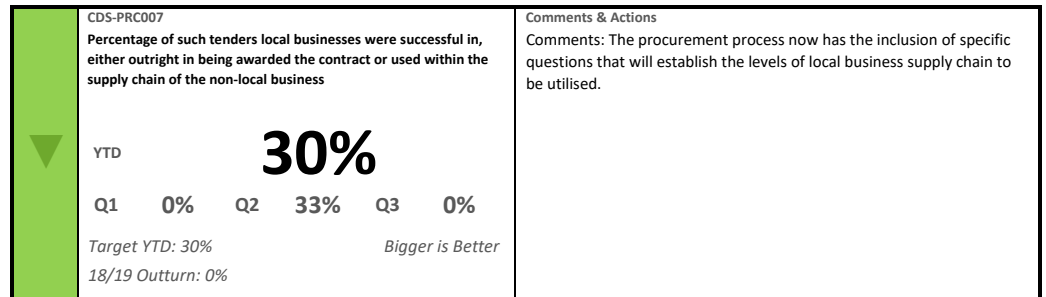 CDS-PRC007
Percentage of such tenders local businesses were successful in,
either outright in being awarded the contract or used within the
supply chain of the non-local business
YTD 30%
Q1 0% Q2 33% Q3 0%
Target YTD: 30% Bigger is Better
18/19 Outturn: 0%
Comments & Actions
Comments: The procurement process now has the inclusion of specific
questions that will establish the levels of local business supply chain to
be utilised.